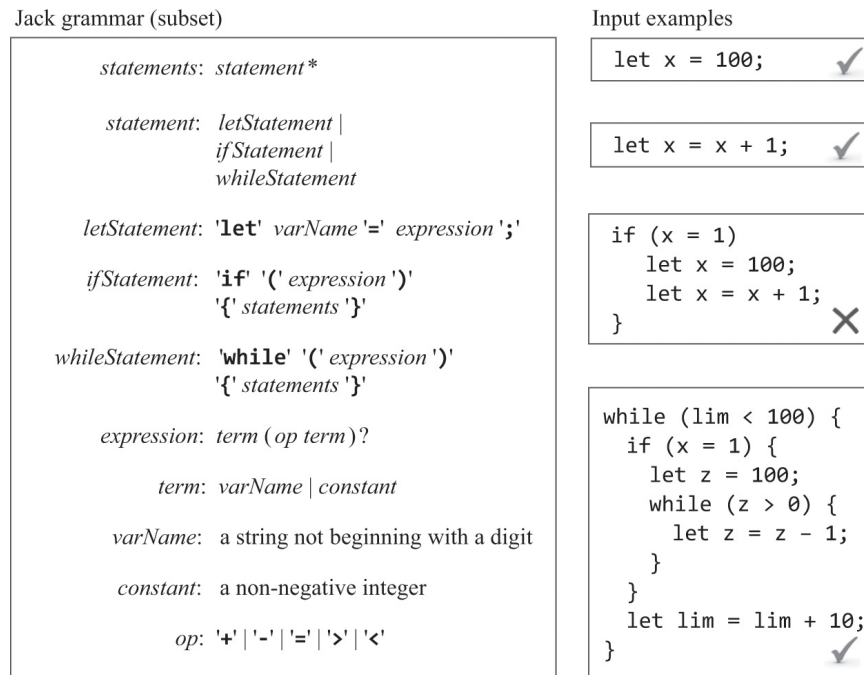 Jack grammar (subset)
statements: statement*
statement: letStatement |
ifStatement |
whileStatement
letStatement: 'let' varName '=' expression ';'
ifStatement: 'if' '(' expression ')'
'{' statements '}'
whileStatement: 'while' '(' expression ')'
'{' statements '}'
expression: term (op term)?
term: varName | constant
varName: a string not beginning with a digit
constant: a non-negative integer
op: '+' | '-' | '=' | '>' | '<'
Input examples
let x = 100;
let x = x + 1;
if (x = 1)
let x = 100;
let x = x + 1;
}
while (lim < 100) {
if (x = 1) {
let z = 100;
while (z > 0) {
let z = z – 1;
}
}
let lim = lim + 10;
}